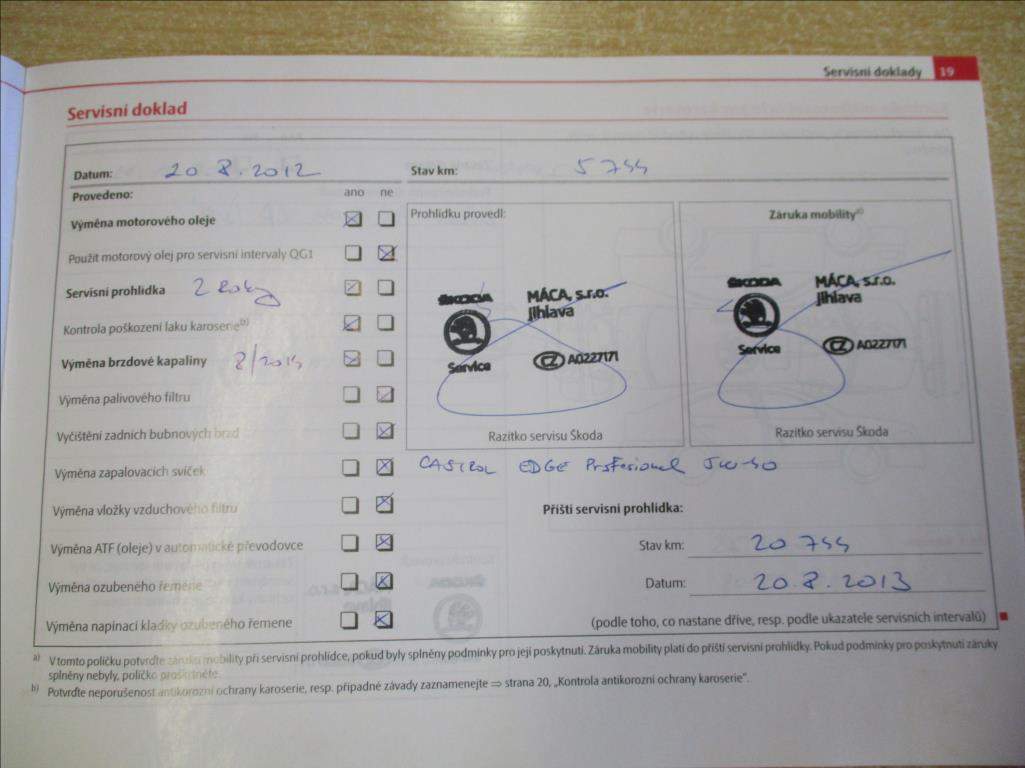 Servisní doklady 19
Servisní doklad
Datum: 20.8.2012 Stav km: 5744
Provedeno: ano ne
Výměna motorového oleje
Použit motorový olej pro servisní intervaly QG1
Servisní prohlídka 2 Roky
Kontrola poškození laku karoserie b)
Výměna brzdové kapaliny 8/2014
Výměna palivového filtru
Vyčištění zadních bubnových brzd
Výměna zapalovacích svíček
Výměna vložky vzduchového filtru
Výměna ATF (oleje) v automatické převodovce
Výměna ozubeného řemene
Výměna napínací kladky ozubeného řemene
Prohlídku provedl:
ŠKODA MÁCA, s.r.o.
Jihlava
Service CZ A0227171
Razítko servisu Škoda
Záruka mobility a)
ŠKODA MÁCA, s.r.o.
Jihlava
Service CZ A0227171
Razítko servisu Škoda
CASTROL EDGE Profesional 5W-40
Příští servisní prohlídka:
Stav km: 20 744
Datum: 20.8.2013
(podle toho, co nastane dříve, resp. podle ukazatele servisních intervalů)
a) V tomto políčku potvrďte záruku mobility při servisní prohlídce, pokud byly splněny podmínky pro její poskytnutí. Záruka mobility platí do příští servisní prohlídky. Pokud podmínky pro poskytnutí záruky
splněny nebyly, políčko proškrtněte.
b) Potvrďte neporušenost antikorozní ochrany karoserie, resp. případné závady zaznamenejte ⇒ strana 20, „Kontrola antikorozní ochrany karoserie“.